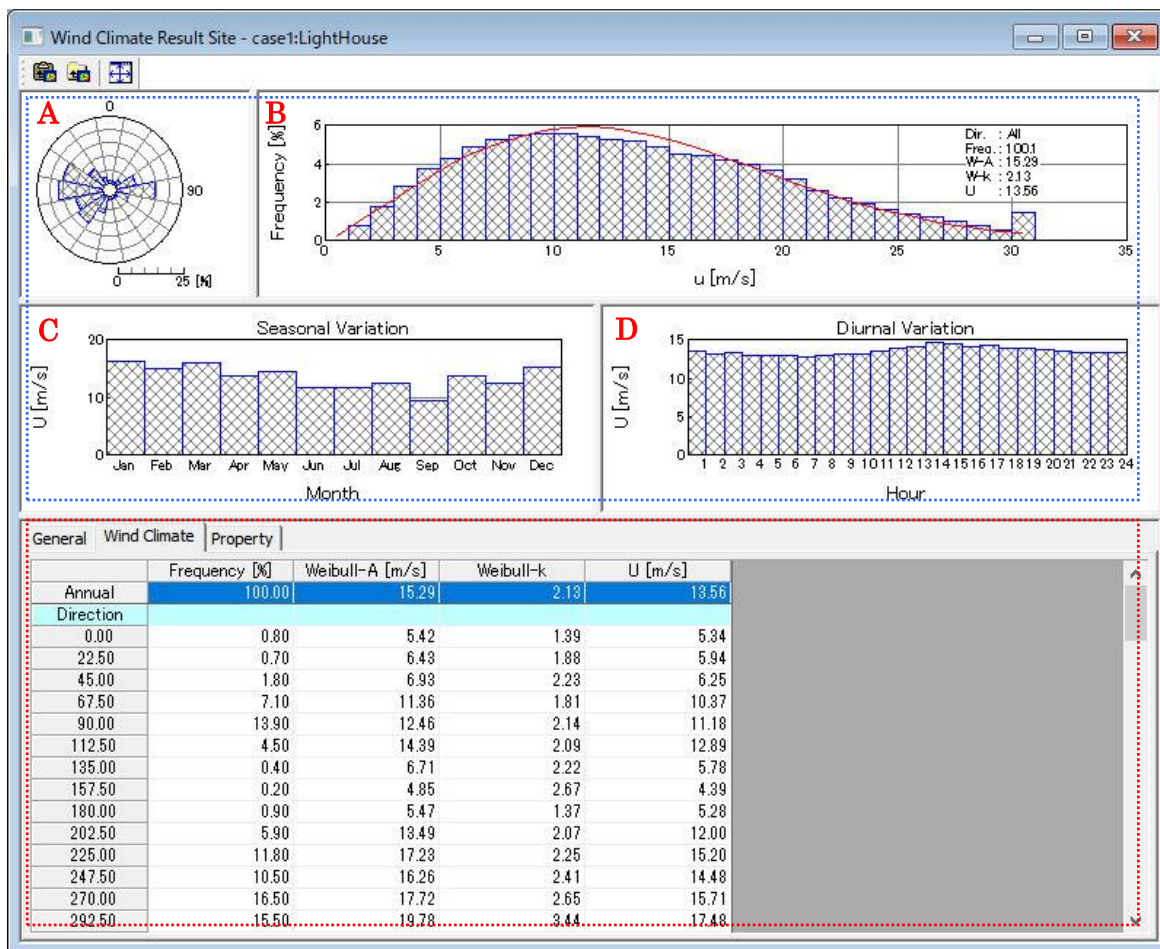 Wind Climate Result Site - case1:LightHouse
A
0
90
0 25 [%]
B
Frequency [%]
6
4
2
0
0 5 10 15 20 25 30 35
u [m/s]
Dir. : All
Freq. : 100.1
W-A : 15.29
W-k : 2.13
U : 13.56
C
Seasonal Variation
U [m/s]
20
10
0
Jan Feb Mar Apr May Jun Jul Aug Sep Oct Nov Dec
Month
D
Diurnal Variation
U [m/s]
15
10
5
0
1 2 3 4 5 6 7 8 9 10 11 12 13 14 15 16 17 18 19 20 21 22 23 24
Hour
General Wind Climate Property
Frequency [%] Weibull-A [m/s] Weibull-k U [m/s]
Annual 100.00 15.29 2.13 13.56
Direction
0.00 0.80 5.42 1.39 5.34
22.50 0.70 6.43 1.88 5.94
45.00 1.80 6.93 2.23 6.25
67.50 7.10 11.36 1.81 10.37
90.00 13.90 12.46 2.14 11.18
112.50 4.50 14.39 2.09 12.89
135.00 0.40 6.71 2.22 5.78
157.50 0.20 4.85 2.67 4.39
180.00 0.90 5.47 1.37 5.28
202.50 5.90 13.49 2.07 12.00
225.00 11.80 17.23 2.25 15.20
247.50 10.50 16.26 2.41 14.48
270.00 16.50 17.72 2.65 15.71
292.50 15.50 19.78 3.44 17.48